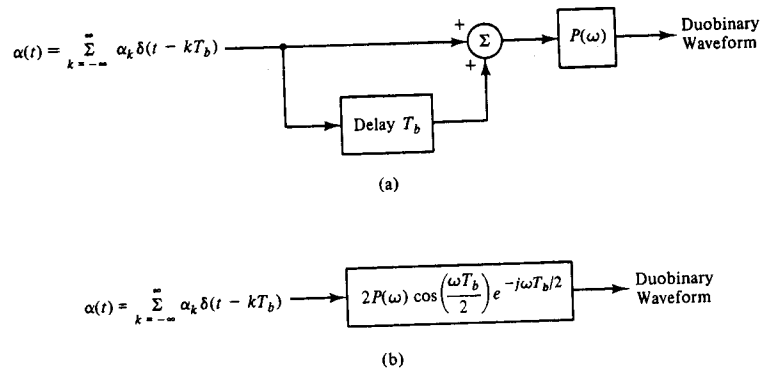 α(t) = Σ_{k = -∞}^{∞} α_k δ(t - kT_b)
+
Σ
+
P(ω)
Duobinary
Waveform
Delay T_b
(a)
α(t) = Σ_{k = -∞}^{∞} α_k δ(t - kT_b)
2P(ω) cos(ωT_b/2) e^{-jωT_b/2}
Duobinary
Waveform
(b)